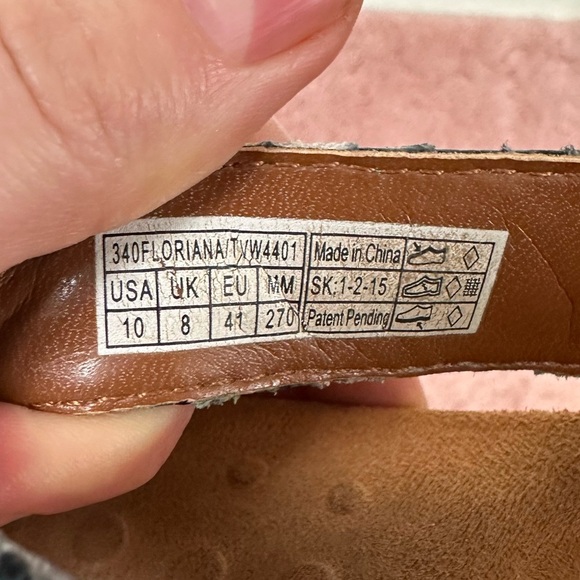 340FLORIANA/TVW4401 Made in China
USA UK EU MM SK:1-2-15
10 8 41 270 Patent Pending